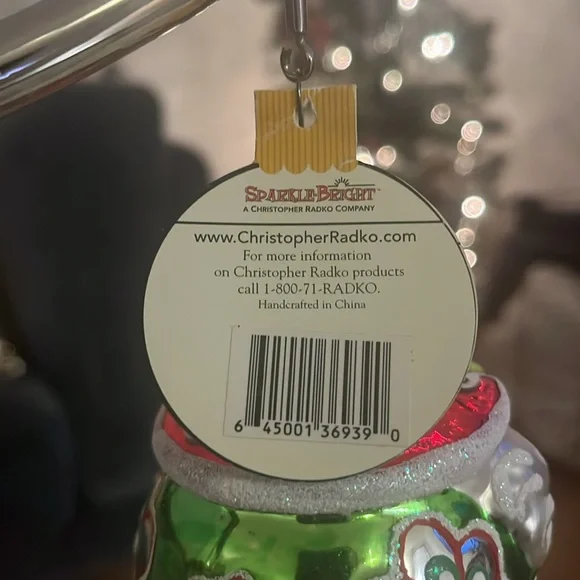 SPARKLE-BRIGHT™
A CHRISTOPHER RADKO COMPANY
www.ChristopherRadko.com
For more information
on Christopher Radko products
call 1-800-71-RADKO.
Handcrafted in China
6 45001 36939 0